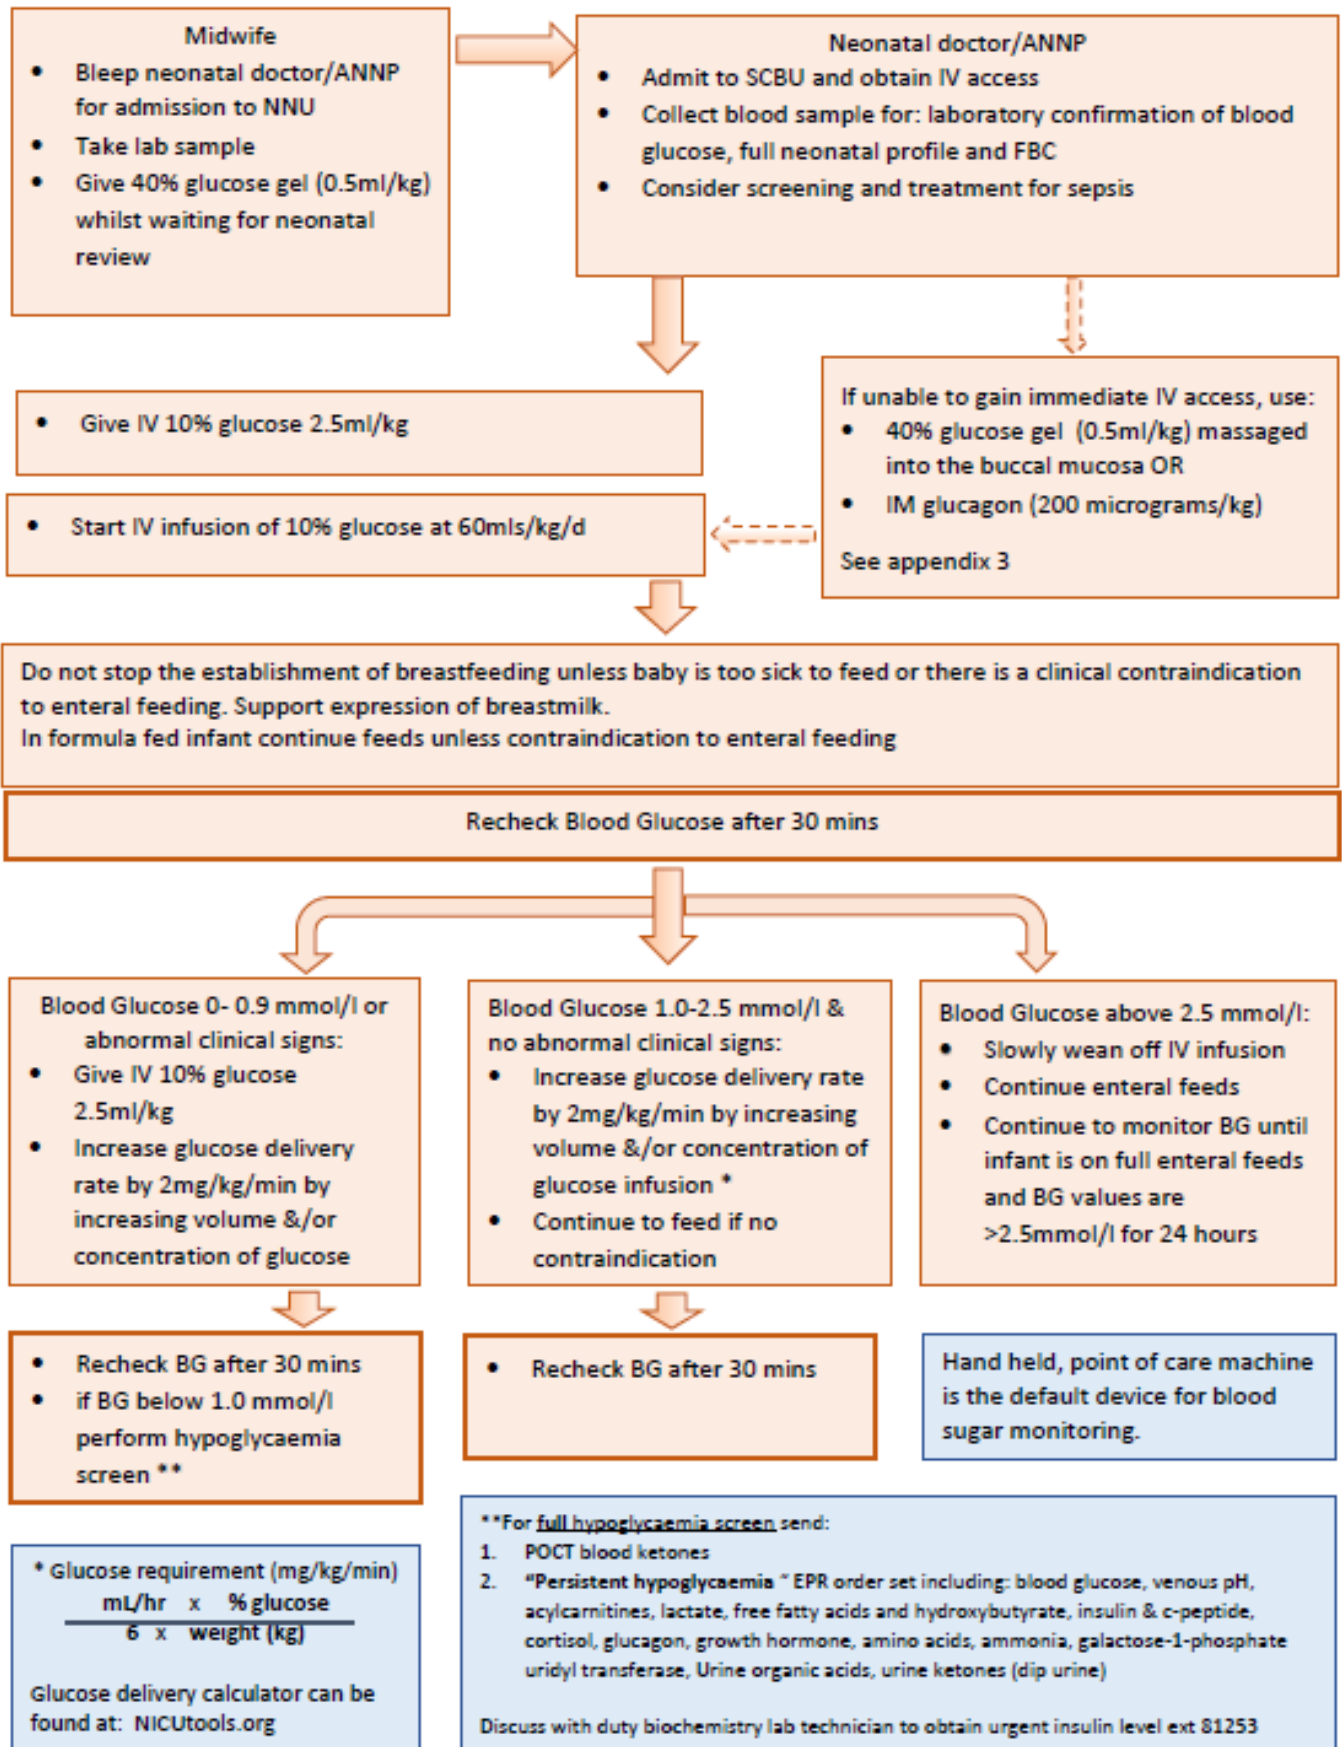 Midwife
• Bleep neonatal doctor/ANNP
for admission to NNU
• Take lab sample
• Give 40% glucose gel (0.5ml/kg)
whilst waiting for neonatal
review
Neonatal doctor/ANNP
• Admit to SCBU and obtain IV access
• Collect blood sample for: laboratory confirmation of blood
glucose, full neonatal profile and FBC
• Consider screening and treatment for sepsis
• Give IV 10% glucose 2.5ml/kg
• Start IV infusion of 10% glucose at 60mls/kg/d
If unable to gain immediate IV access, use:
• 40% glucose gel (0.5ml/kg) massaged
into the buccal mucosa OR
• IM glucagon (200 micrograms/kg)
See appendix 3
Do not stop the establishment of breastfeeding unless baby is too sick to feed or there is a clinical contraindication
to enteral feeding. Support expression of breastmilk.
In formula fed infant continue feeds unless contraindication to enteral feeding
Recheck Blood Glucose after 30 mins
Blood Glucose 0- 0.9 mmol/l or
abnormal clinical signs:
• Give IV 10% glucose
2.5ml/kg
• Increase glucose delivery
rate by 2mg/kg/min by
increasing volume &/or
concentration of glucose
Blood Glucose 1.0-2.5 mmol/l &
no abnormal clinical signs:
• Increase glucose delivery rate
by 2mg/kg/min by increasing
volume &/or concentration of
glucose infusion *
• Continue to feed if no
contraindication
Blood Glucose above 2.5 mmol/l:
• Slowly wean off IV infusion
• Continue enteral feeds
• Continue to monitor BG until
infant is on full enteral feeds
and BG values are
>2.5mmol/l for 24 hours
• Recheck BG after 30 mins
• if BG below 1.0 mmol/l
perform hypoglycaemia
screen **
• Recheck BG after 30 mins
Hand held, point of care machine
is the default device for blood
sugar monitoring.
* Glucose requirement (mg/kg/min)
mL/hr x % glucose
6 x weight (kg)
Glucose delivery calculator can be
found at: NICUtools.org
**For full hypoglycaemia screen send:
1. POCT blood ketones
2. "Persistent hypoglycaemia " EPR order set including: blood glucose, venous pH,
acylcarnitines, lactate, free fatty acids and hydroxybutyrate, insulin & c-peptide,
cortisol, glucagon, growth hormone, amino acids, ammonia, galactose-1-phosphate
uridyl transferase, Urine organic acids, urine ketones (dip urine)
Discuss with duty biochemistry lab technician to obtain urgent insulin level ext 81253